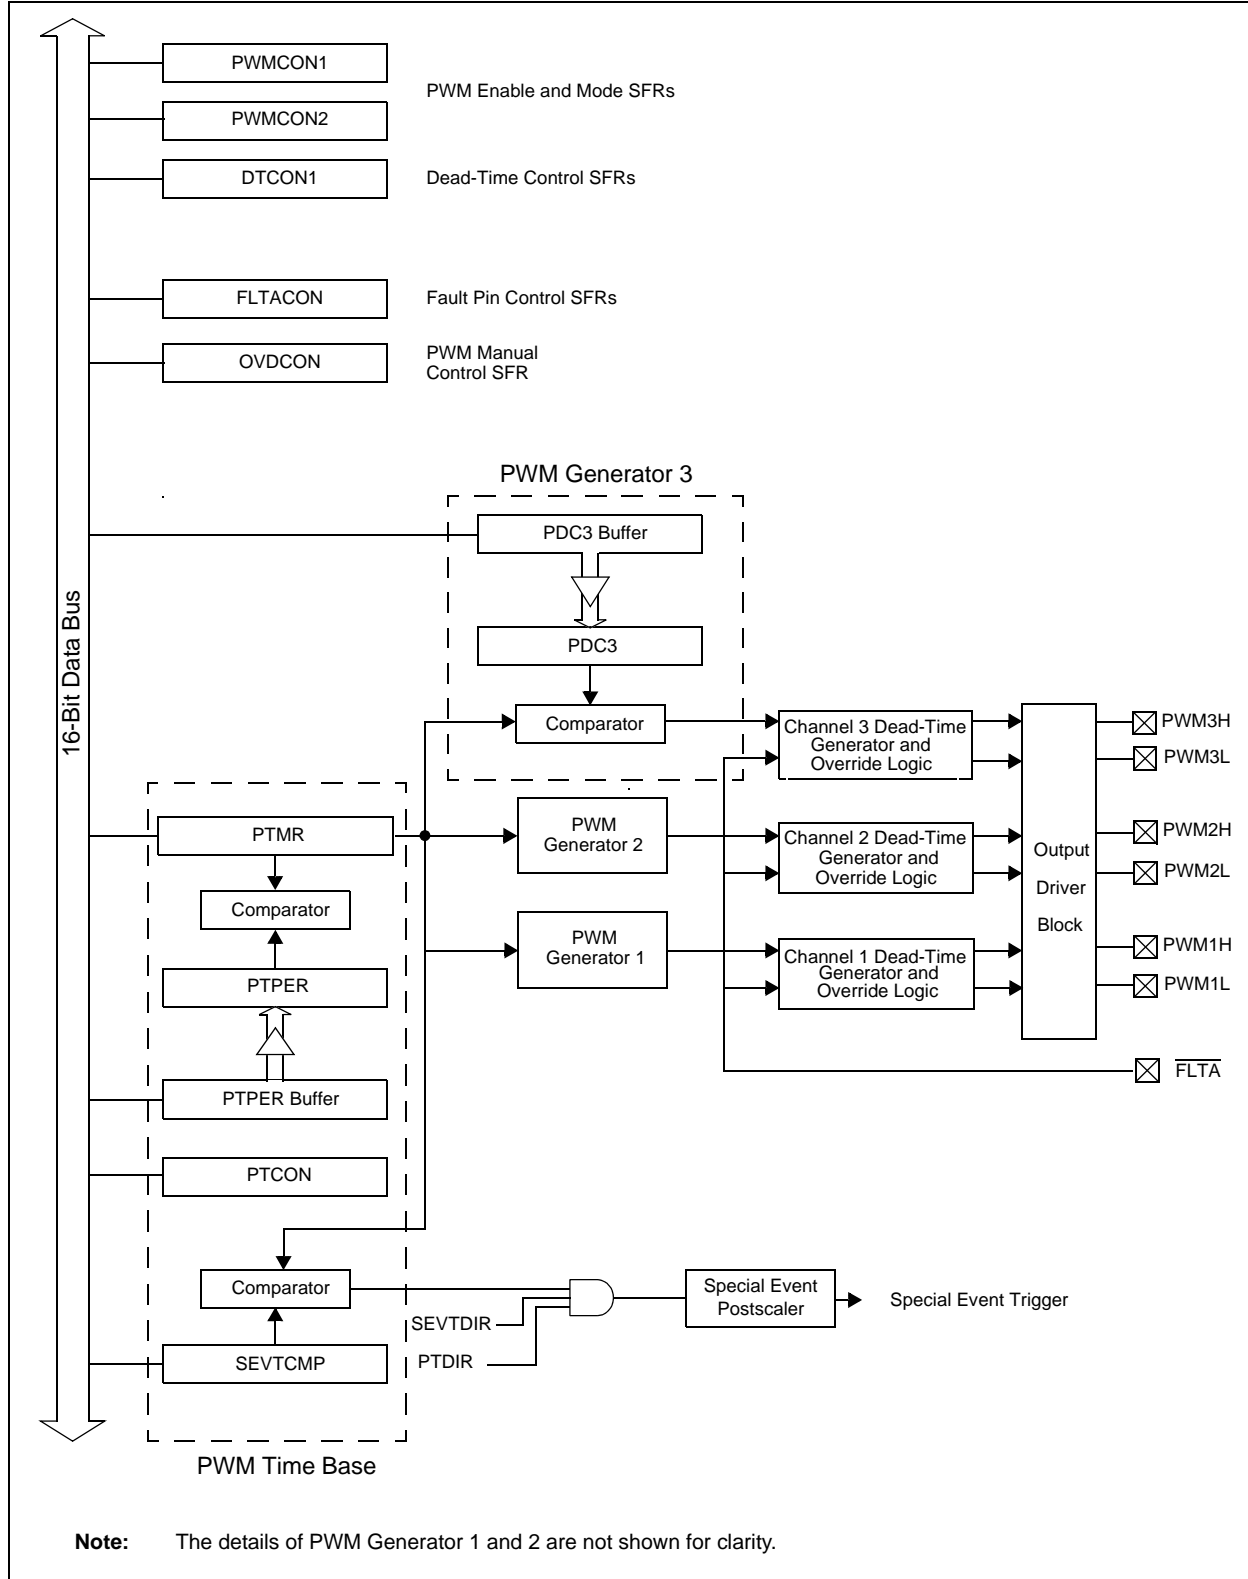 PWMCON1
PWM Enable and Mode SFRs
PWMCON2
DTCON1
Dead-Time Control SFRs
FLTACON
Fault Pin Control SFRs
OVDCON
PWM Manual
Control SFR
16-Bit Data Bus
PWM Generator 3
PDC3 Buffer
PDC3
Comparator
Channel 3 Dead-Time
Generator and
Override Logic
PWM3H
PWM3L
PTMR
PWM
Generator 2
Channel 2 Dead-Time
Generator and
Override Logic
Output
Driver
Block
PWM2H
PWM2L
Comparator
PWM
Generator 1
Channel 1 Dead-Time
Generator and
Override Logic
PWM1H
PWM1L
PTPER
FLTA
PTPER Buffer
PTCON
Comparator
SEVTDIR
PTDIR
Special Event
Postscaler
Special Event Trigger
SEVTCMP
PWM Time Base
Note: The details of PWM Generator 1 and 2 are not shown for clarity.